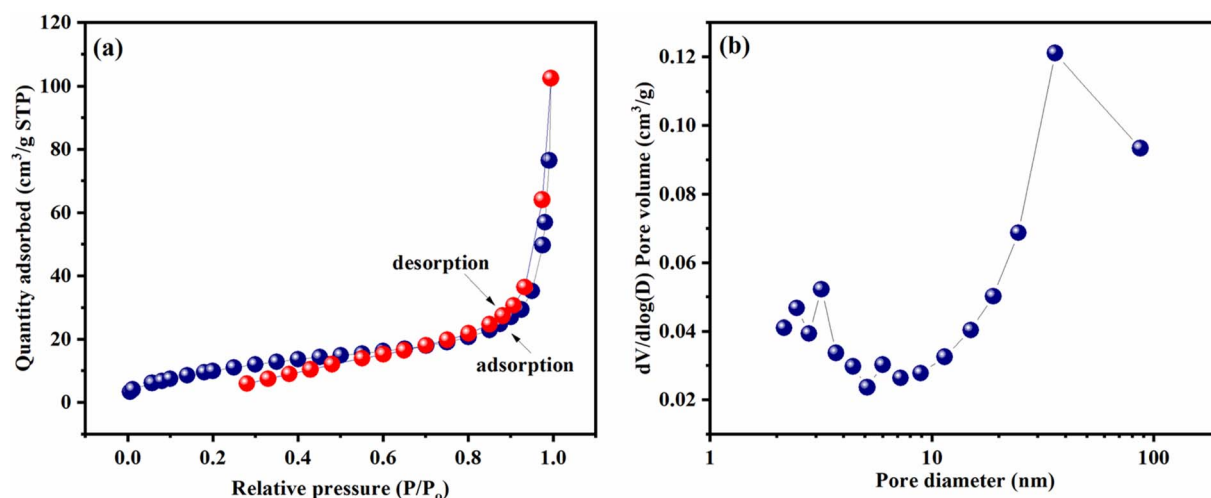 (a)
120
100
80
60
40
20
0
Quantity adsorbed (cm³/g STP)
desorption
adsorption
0.0 0.2 0.4 0.6 0.8 1.0
Relative pressure (P/P₀)
(b)
0.12
0.10
0.08
0.06
0.04
0.02
dV/dlog(D) Pore volume (cm³/g)
1 10 100
Pore diameter (nm)